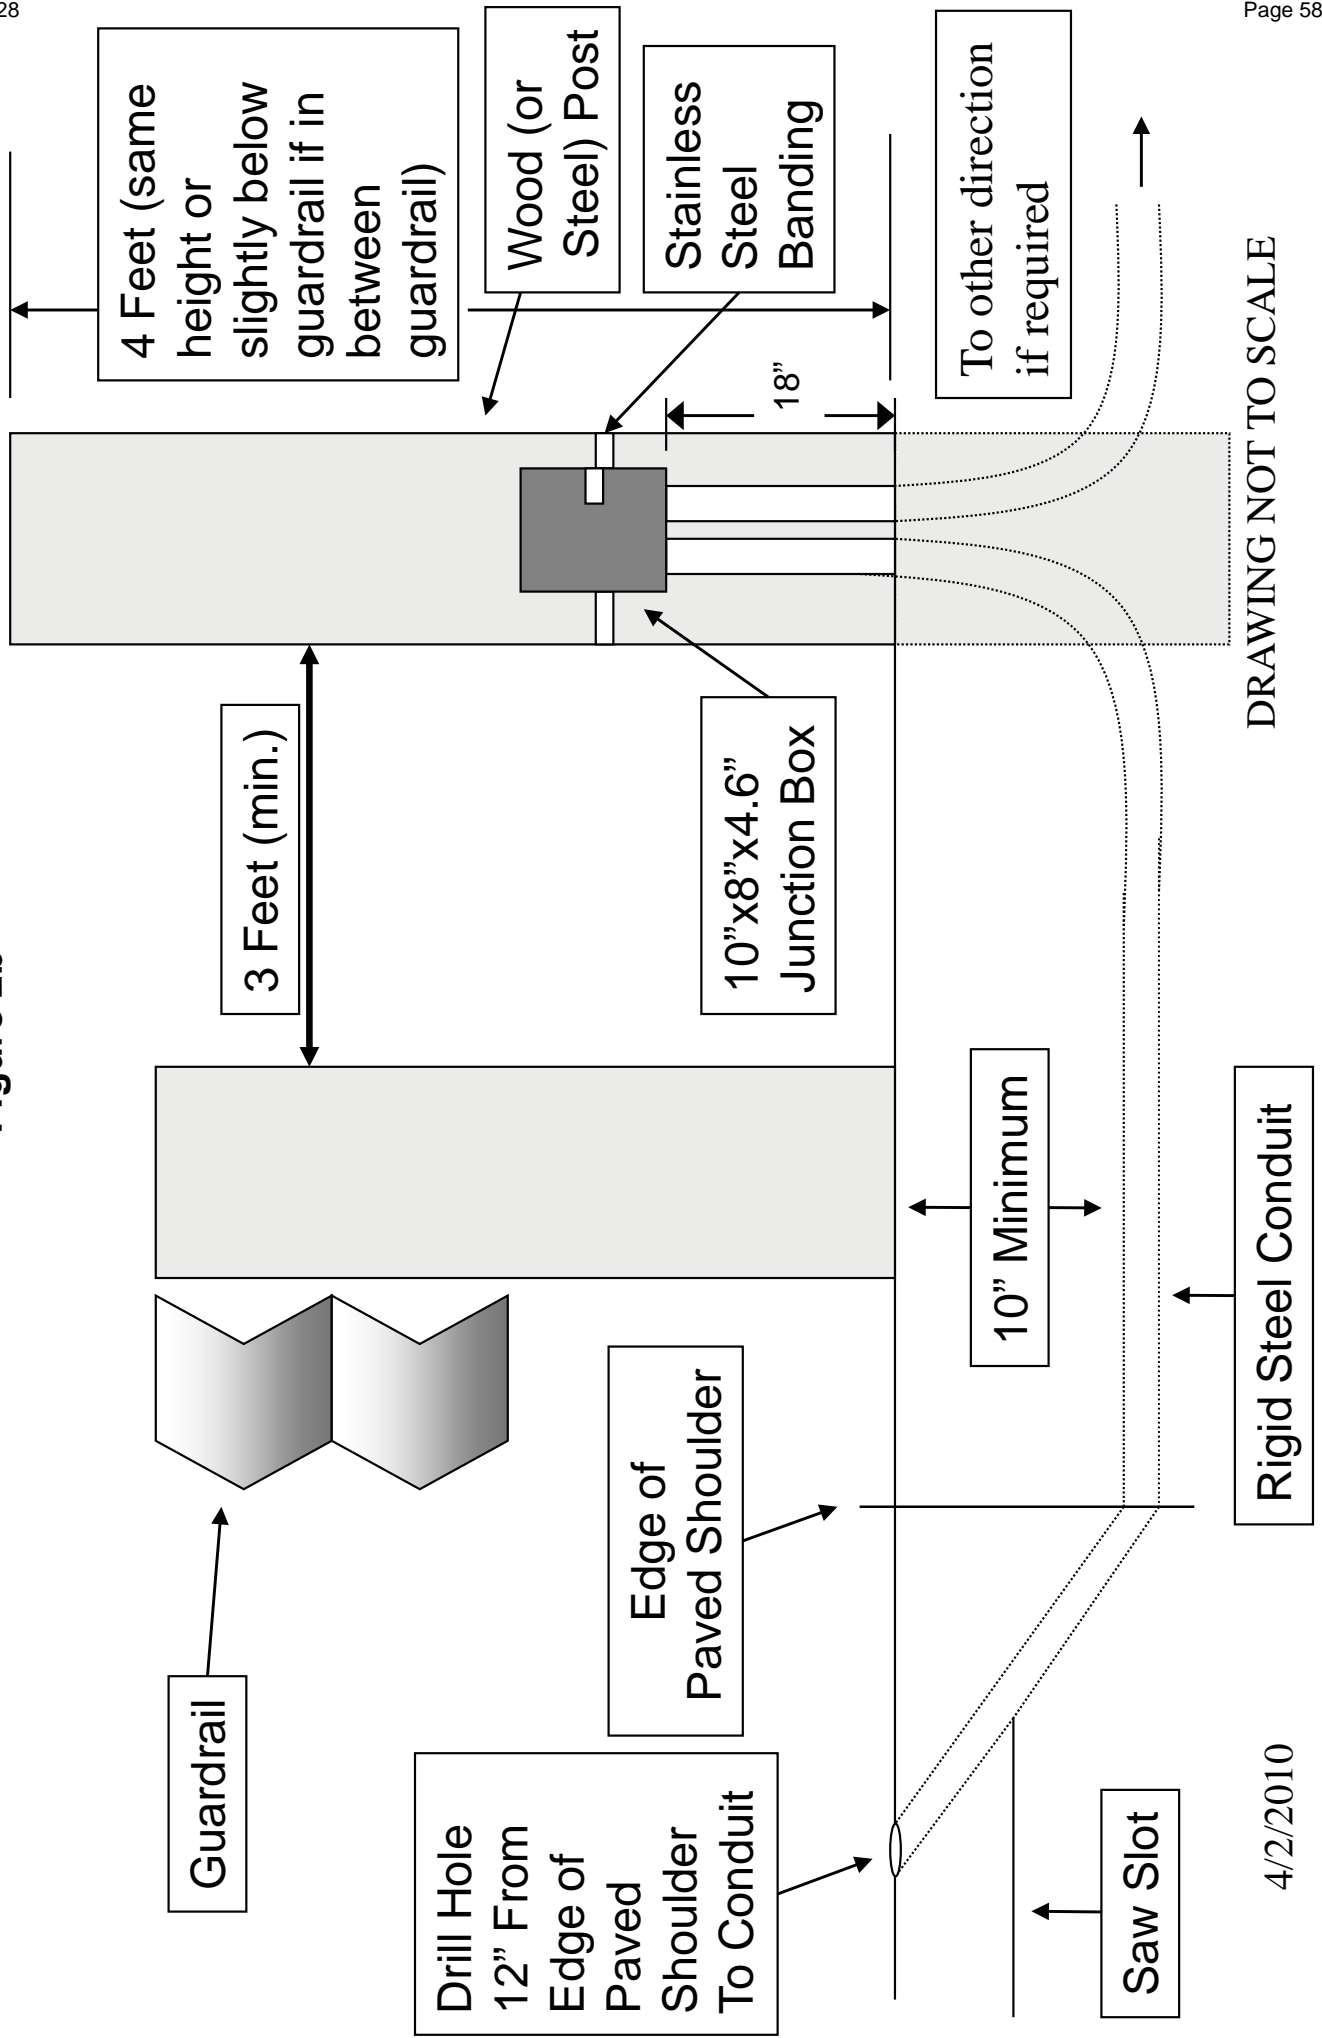 28
Page 58
4 Feet (same
height or
slightly below
guardrail if in
between
guardrail)
Wood (or
Steel) Post
Stainless
Steel
Banding
18”
To other direction
if required
3 Feet (min.)
10”x8”x4.6”
Junction Box
Guardrail
Edge of
Paved Shoulder
10” Minimum
Drill Hole
12” From
Edge of
Paved
Shoulder
To Conduit
Rigid Steel Conduit
Saw Slot
4/2/2010
DRAWING NOT TO SCALE